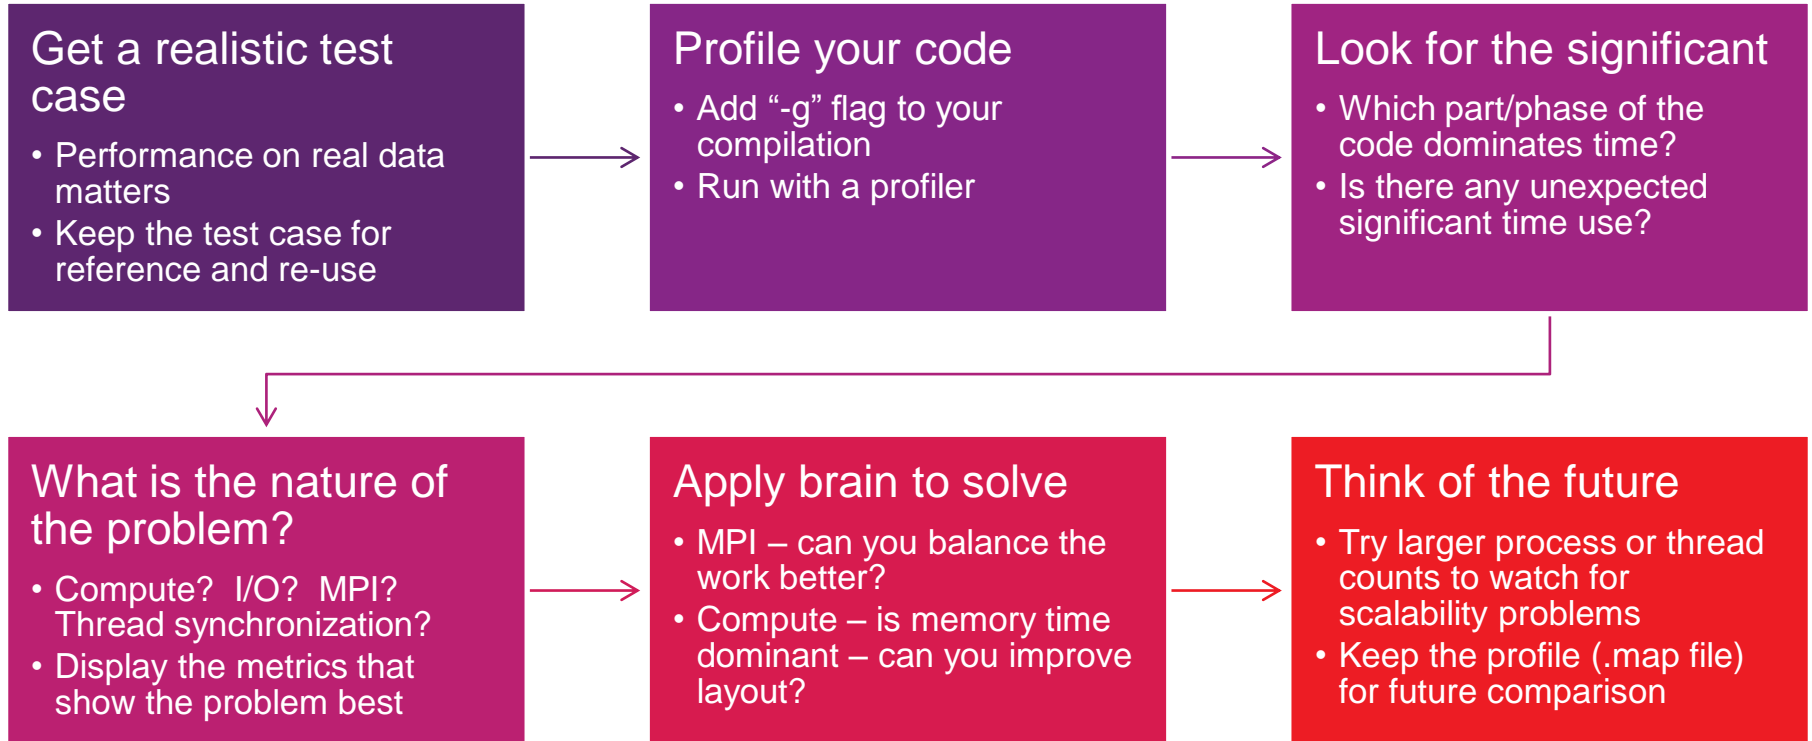 Get a realistic test
case
• Performance on real data
matters
• Keep the test case for
reference and re-use
Profile your code
• Add “-g” flag to your
compilation
• Run with a profiler
Look for the significant
• Which part/phase of the
code dominates time?
• Is there any unexpected
significant time use?
What is the nature of
the problem?
• Compute? I/O? MPI?
Thread synchronization?
• Display the metrics that
show the problem best
Apply brain to solve
• MPI – can you balance the
work better?
• Compute – is memory time
dominant – can you improve
layout?
Think of the future
• Try larger process or thread
counts to watch for
scalability problems
• Keep the profile (.map file)
for future comparison